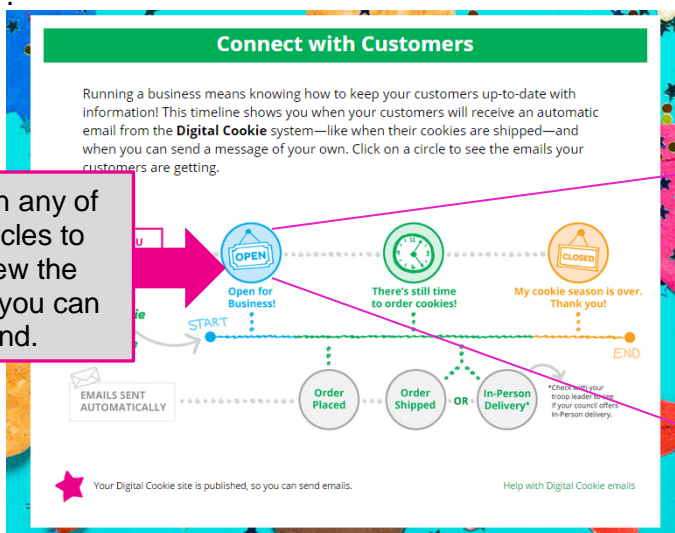 Connect with Customers
Running a business means knowing how to keep your customers up-to-date with
information! This timeline shows you when your customers will receive an automatic
email from the Digital Cookie system—like when their cookies are shipped—and
when you can send a message of your own. Click on a circle to see the emails your
customers are getting.
any of
to
the
you can
OPEN
CLOSED
Open for
Business!
There's still time
to order cookies!
My cookie season is over.
Thank you!
START
END
EMAILS SENT
AUTOMATICALLY
Order
Placed
Order
Shipped
OR
In-Person
Delivery*
*Check with your
troop leader to see
if your council offers
In-Person delivery.
Your Digital Cookie site is published, so you can send emails.
Help with Digital Cookie emails